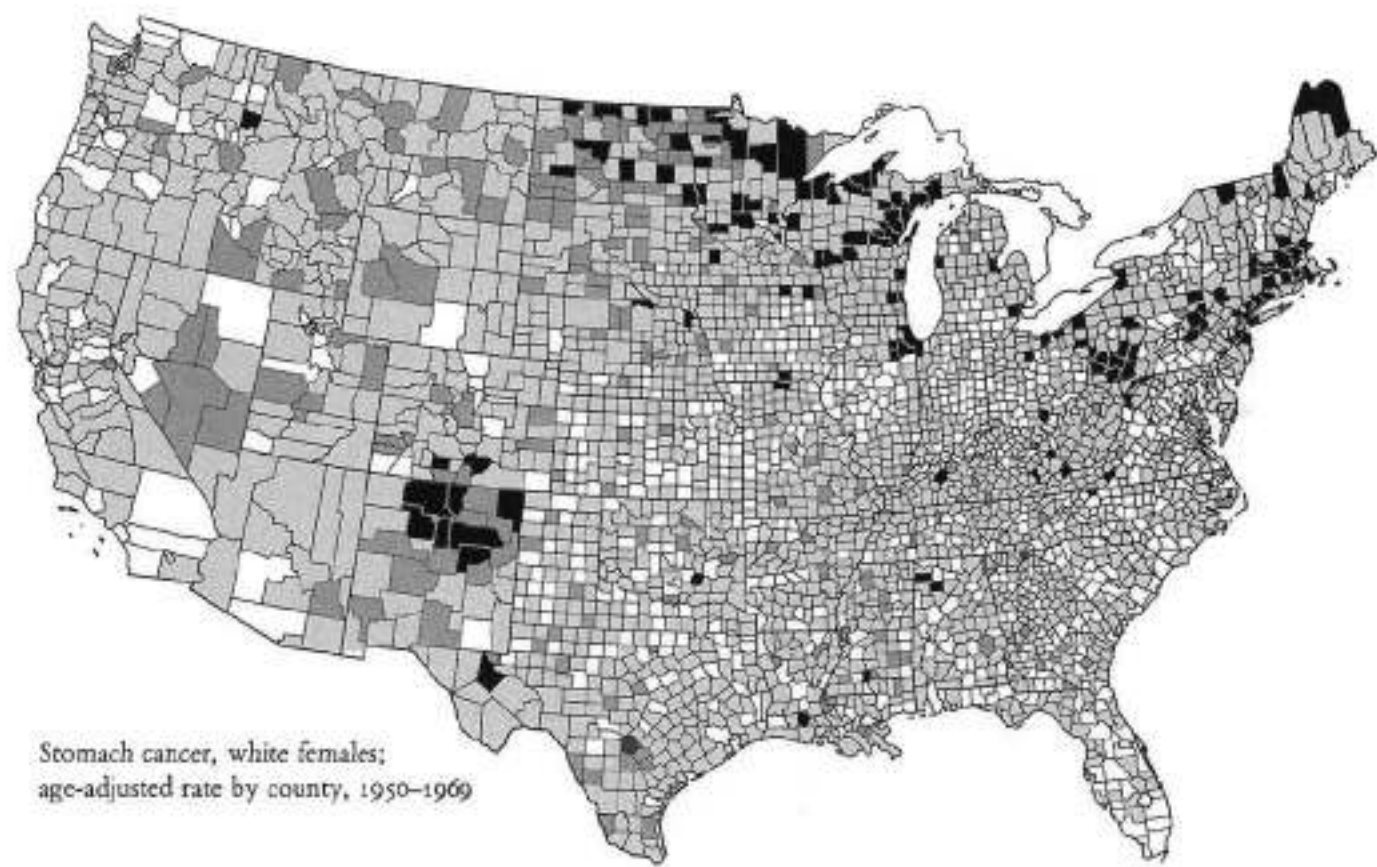 Stomach cancer, white females;
age-adjusted rate by county, 1950–1969